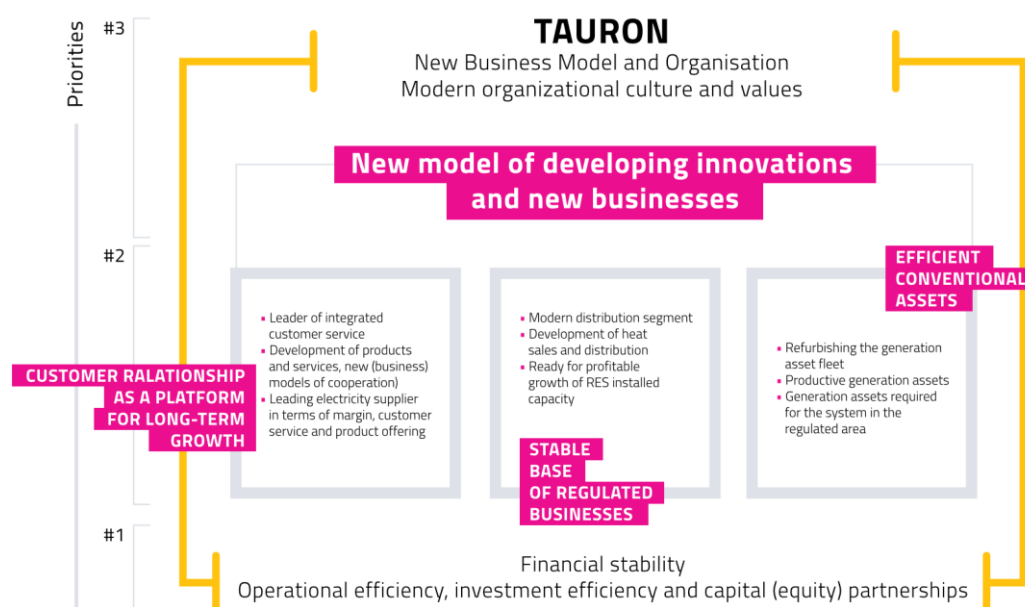 Priorities
#3
TAURON
New Business Model and Organisation
Modern organizational culture and values
New model of developing innovations
and new businesses
#2
EFFICIENT
CONVENTIONAL
ASSETS
▪ Leader of integrated
customer service
▪ Development of products
and services, new (business)
models of cooperation)
▪ Leading electricity supplier
in terms of margin, customer
service and product offering
CUSTOMER RALATIONSHIP
AS A PLATFORM
FOR LONG-TERM
GROWTH
▪ Modern distribution segment
▪ Development of heat
sales and distribution
▪ Ready for profitable
growth of RES installed
capacity
STABLE
BASE
OF REGULATED
BUSINESSES
▪ Refurbishing the generation
asset fleet
▪ Productive generation assets
▪ Generation assets required
for the system in the
regulated area
#1
Financial stability
Operational efficiency, investment efficiency and capital (equity) partnerships